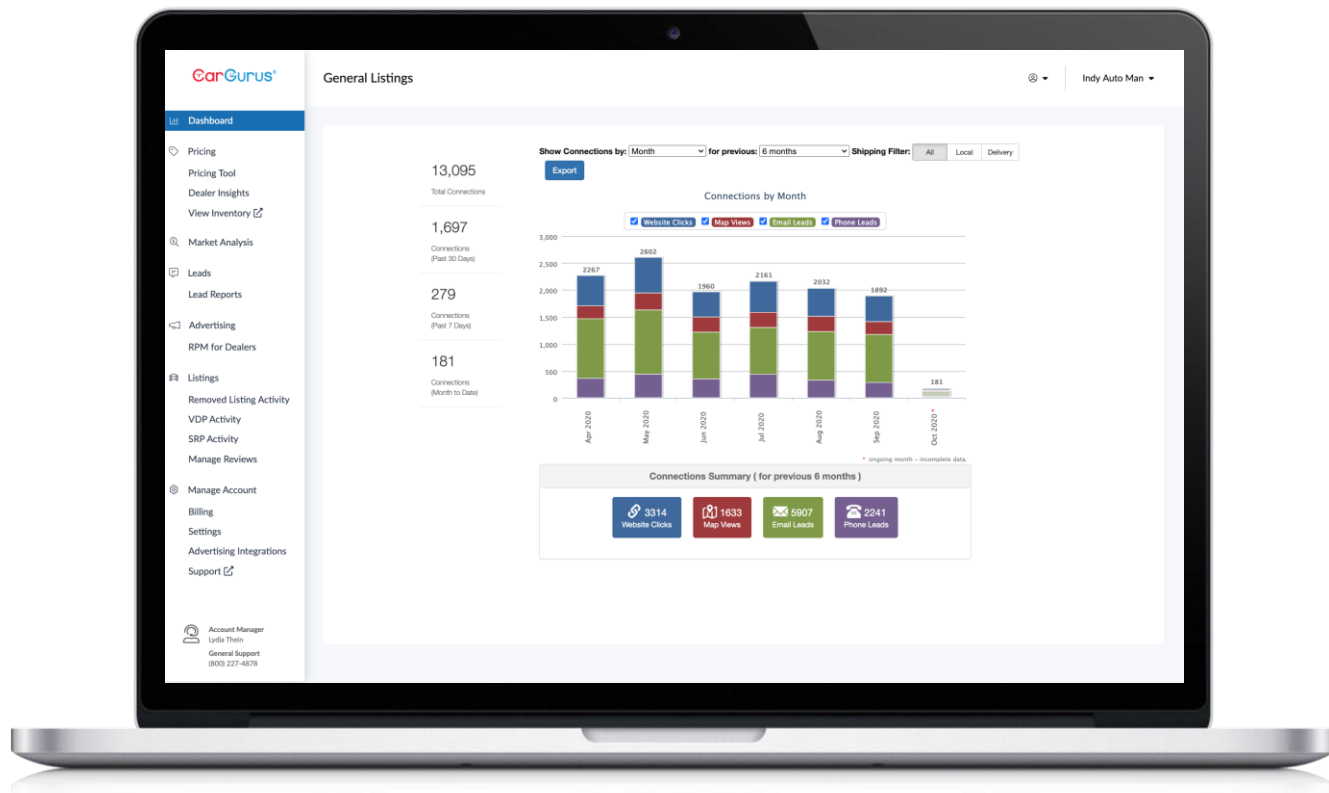 CarGurus®
General Listings
Indy Auto Man
Dashboard
Pricing
Pricing Tool
Dealer Insights
View Inventory
Market Analysis
Leads
Lead Reports
Advertising
RPM for Dealers
Listings
Removed Listing Activity
VDP Activity
SRP Activity
Manage Reviews
Manage Account
Billing
Settings
Advertising Integrations
Support
Account Manager
Lydia Thein
General Support
(800) 227-4878
13,095
Total Connections
1,697
Connections
(Past 30 Days)
279
Connections
(Past 7 Days)
181
Connections
(Month to Date)
Show Connections by: Month for previous: 6 months Shipping Filter: All Local Delivery
Export
Connections by Month
Website Clicks Map Views Email Leads Phone Leads
3,000
2,500
2,000
1,500
1,000
500
0
2267
2602
1960
2161
2032
1892
181
Apr 2020
May 2020
Jun 2020
Jul 2020
Aug 2020
Sep 2020
Oct 2020 *
* ongoing month – incomplete data.
Connections Summary ( for previous 6 months )
3314
Website Clicks
1633
Map Views
5907
Email Leads
2241
Phone Leads